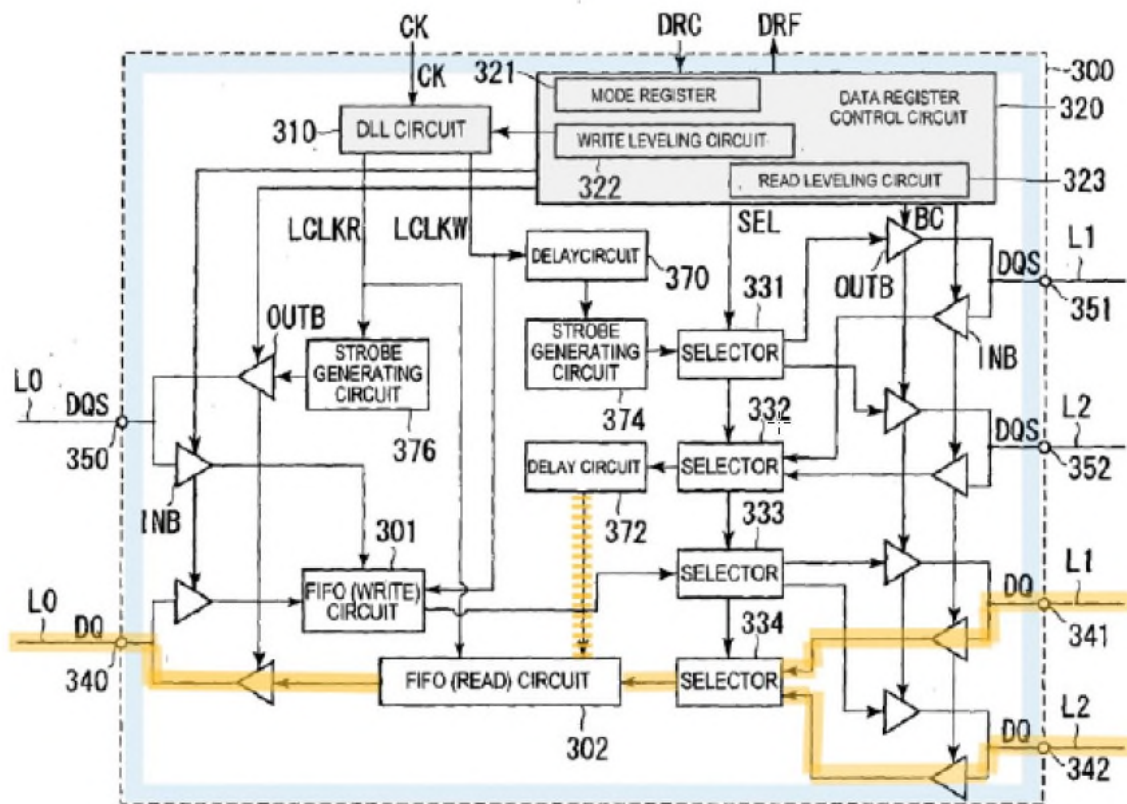 CK
DRC
DRF
300
CK
321
MODE REGISTER
DATA REGISTER
CONTROL CIRCUIT
320
310
DLL CIRCUIT
WRITE LEVELING CIRCUIT
322
READ LEVELING CIRCUIT
323
LCLKR
LCLKW
SEL
BC
L1
DELAYCIRCUIT
370
OUTB
DQS
351
331
OUTB
STROBE
GENERATING
CIRCUIT
STROBE
GENERATING
CIRCUIT
SELECTOR
INB
L0
DQS
374
332
L2
DQS
350
376
DELAY CIRCUIT
SELECTOR
352
INB
372
333
301
FIFO (WRITE)
CIRCUIT
SELECTOR
L1
DQ
L0
DQ
334
341
340
FIFO (READ) CIRCUIT
SELECTOR
302
L2
DQ
342